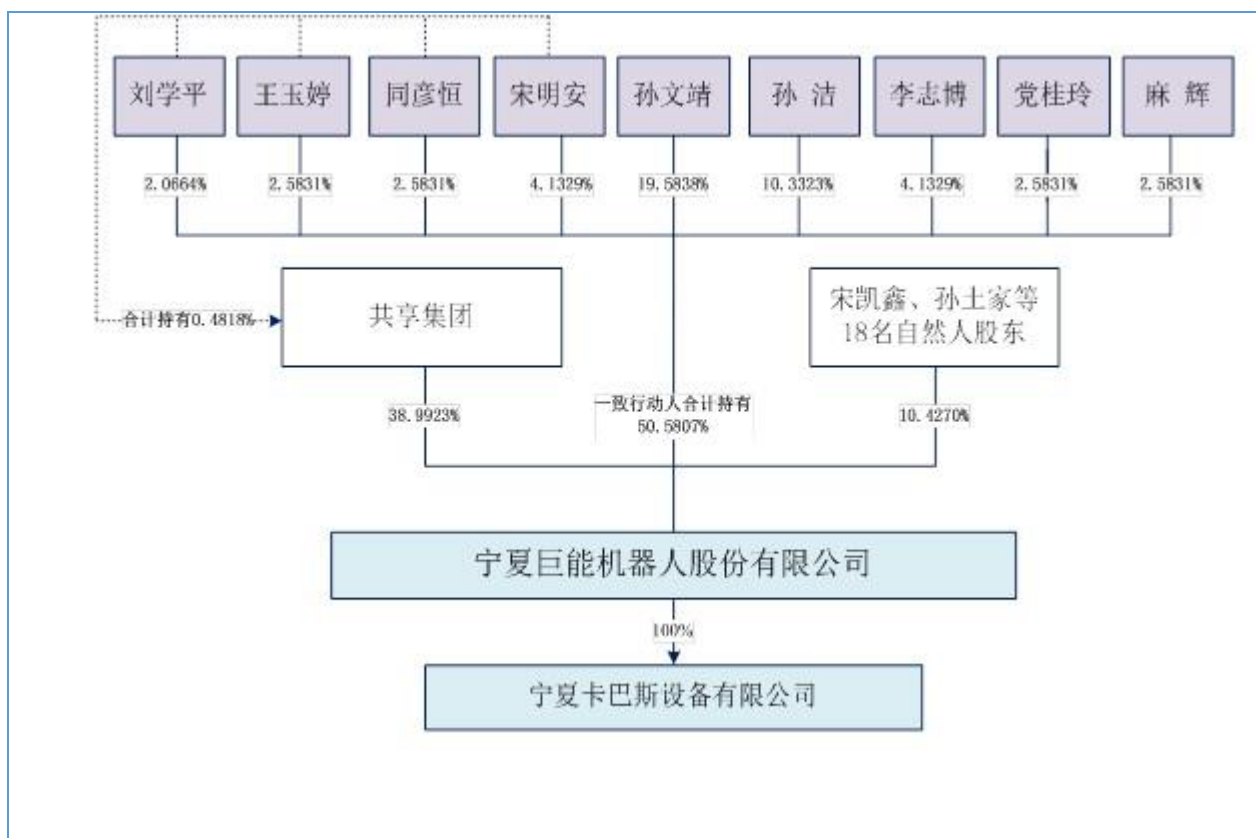 刘学平
王玉婷
同彦恒
宋明安
孙文靖
孙 洁
李志博
党桂玲
麻 辉
2.0664%
2.5831%
2.5831%
4.1329%
19.5838%
10.3323%
4.1329%
2.5831%
2.5831%
合计持有0.4818%
共享集团
宋凯鑫、孙土家等
18名自然人股东
38.9923%
一致行动人合计持有
50.5807%
10.4270%
宁夏巨能机器人股份有限公司
100%
宁夏卡巴斯设备有限公司